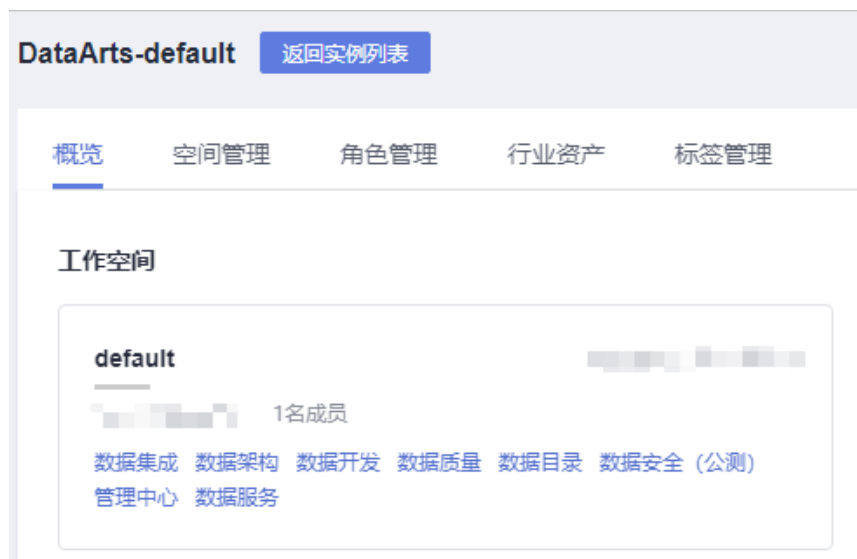 DataArts-default 返回实例列表
概览 空间管理 角色管理 行业资产 标签管理
工作空间
default
1名成员
数据集成 数据架构 数据开发 数据质量 数据目录 数据安全（公测）
管理中心 数据服务